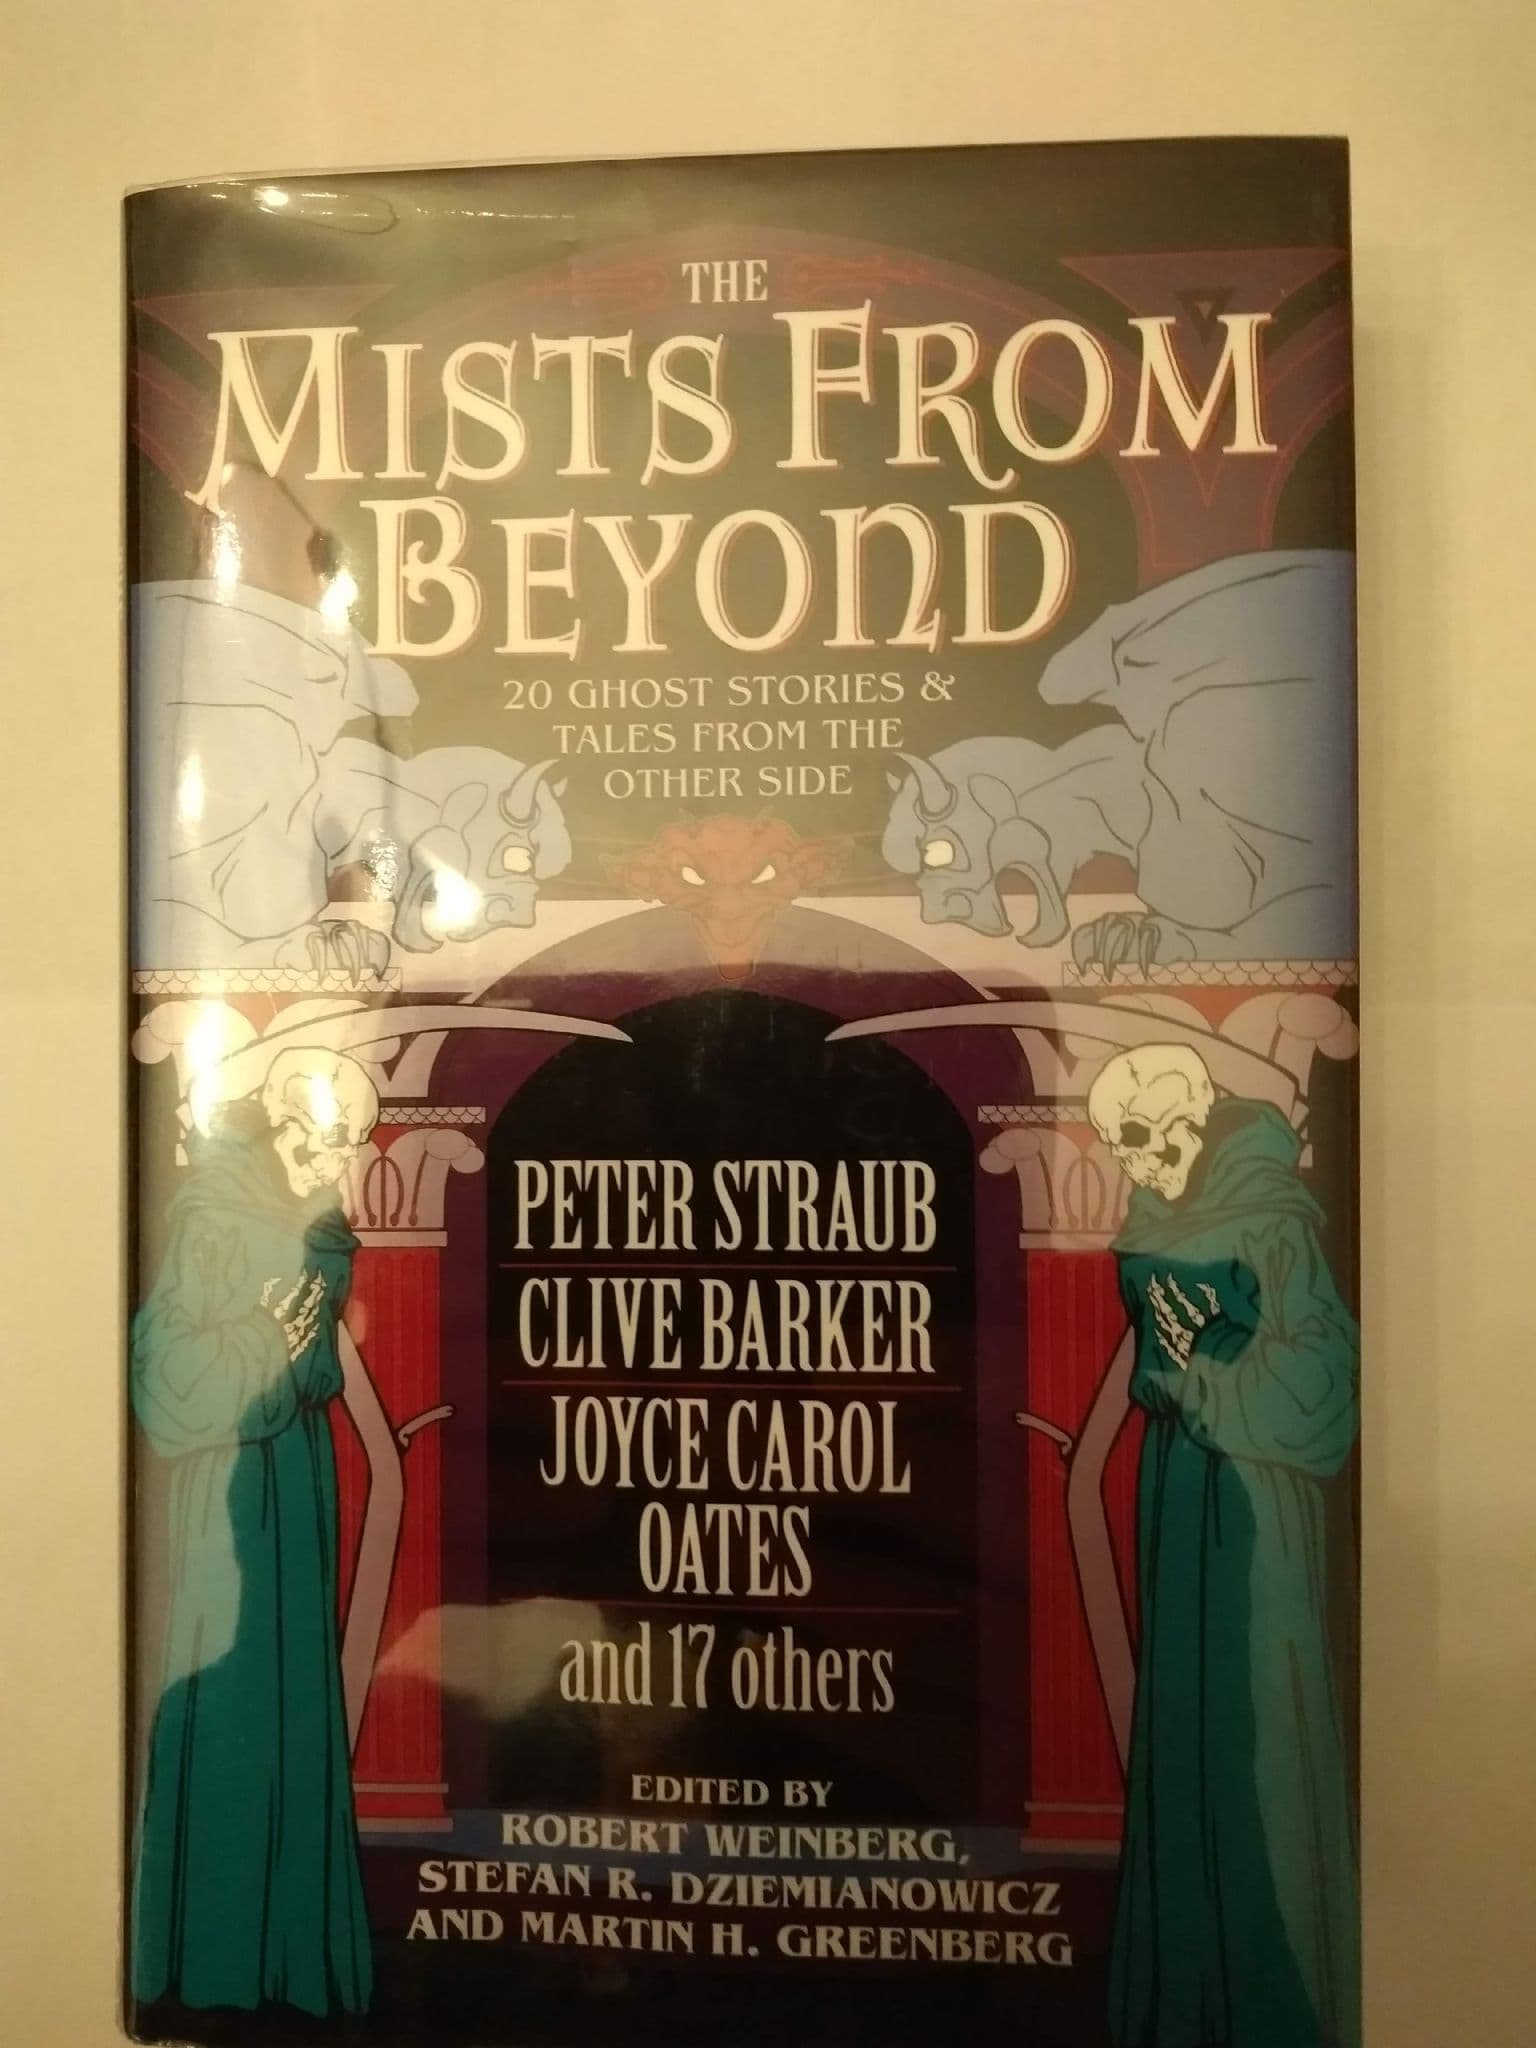 THE
MISTS FROM
BEYOND
20 GHOST STORIES &
TALES FROM THE
OTHER SIDE
PETER STRAUB
CLIVE BARKER
JOYCE CAROL
OATES
and 17 others
EDITED BY
ROBERT WEINBERG,
STEFAN R. DZIEMIANOWICZ
AND MARTIN H. GREENBERG